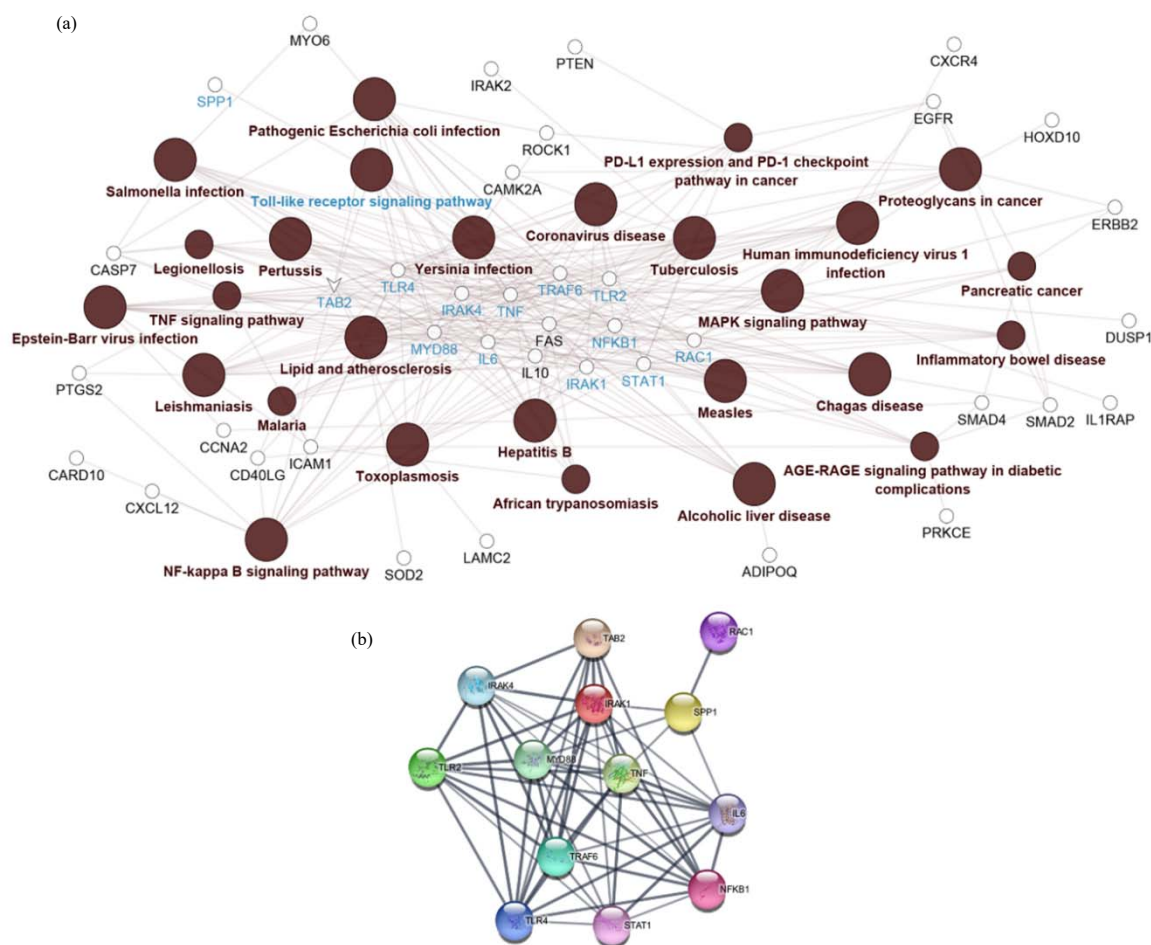 (a)
MYO6
PTEN
CXCR4
IRAK2
SPP1
EGFR
HOXD10
Pathogenic Escherichia coli infection
ROCK1
PD-L1 expression and PD-1 checkpoint
pathway in cancer
CAMK2A
Salmonella infection
Toll-like receptor signaling pathway
Proteoglycans in cancer
ERBB2
Coronavirus disease
Human immunodeficiency virus 1
infection
CASP7
Legionellosis
Pertussis
Yersinia infection
Tuberculosis
TLR4
TRAF6
TLR2
Pancreatic cancer
TAB2
IRAK4
TNF
TNF signaling pathway
MAPK signaling pathway
Epstein-Barr virus infection
DUSP1
MYD88
FAS
NFKB1
IL6
RAC1
Inflammatory bowel disease
Lipid and atherosclerosis
IL10
IRAK1
STAT1
PTGS2
Leishmaniasis
Malaria
Measles
Chagas disease
SMAD4
SMAD2
IL1RAP
CCNA2
ICAM1
CD40LG
Hepatitis B
CARD10
Toxoplasmosis
AGE-RAGE signaling pathway in diabetic
complications
CXCL12
African trypanosomiasis
Alcoholic liver disease
PRKCE
NF-kappa B signaling pathway
SOD2
LAMC2
ADIPOQ
(b)
TAB2
RAC1
IRAK4
IRAK1
SPP1
MYD88
TLR2
TNF
IL6
TRAF6
NFKB1
TLR4
STAT1